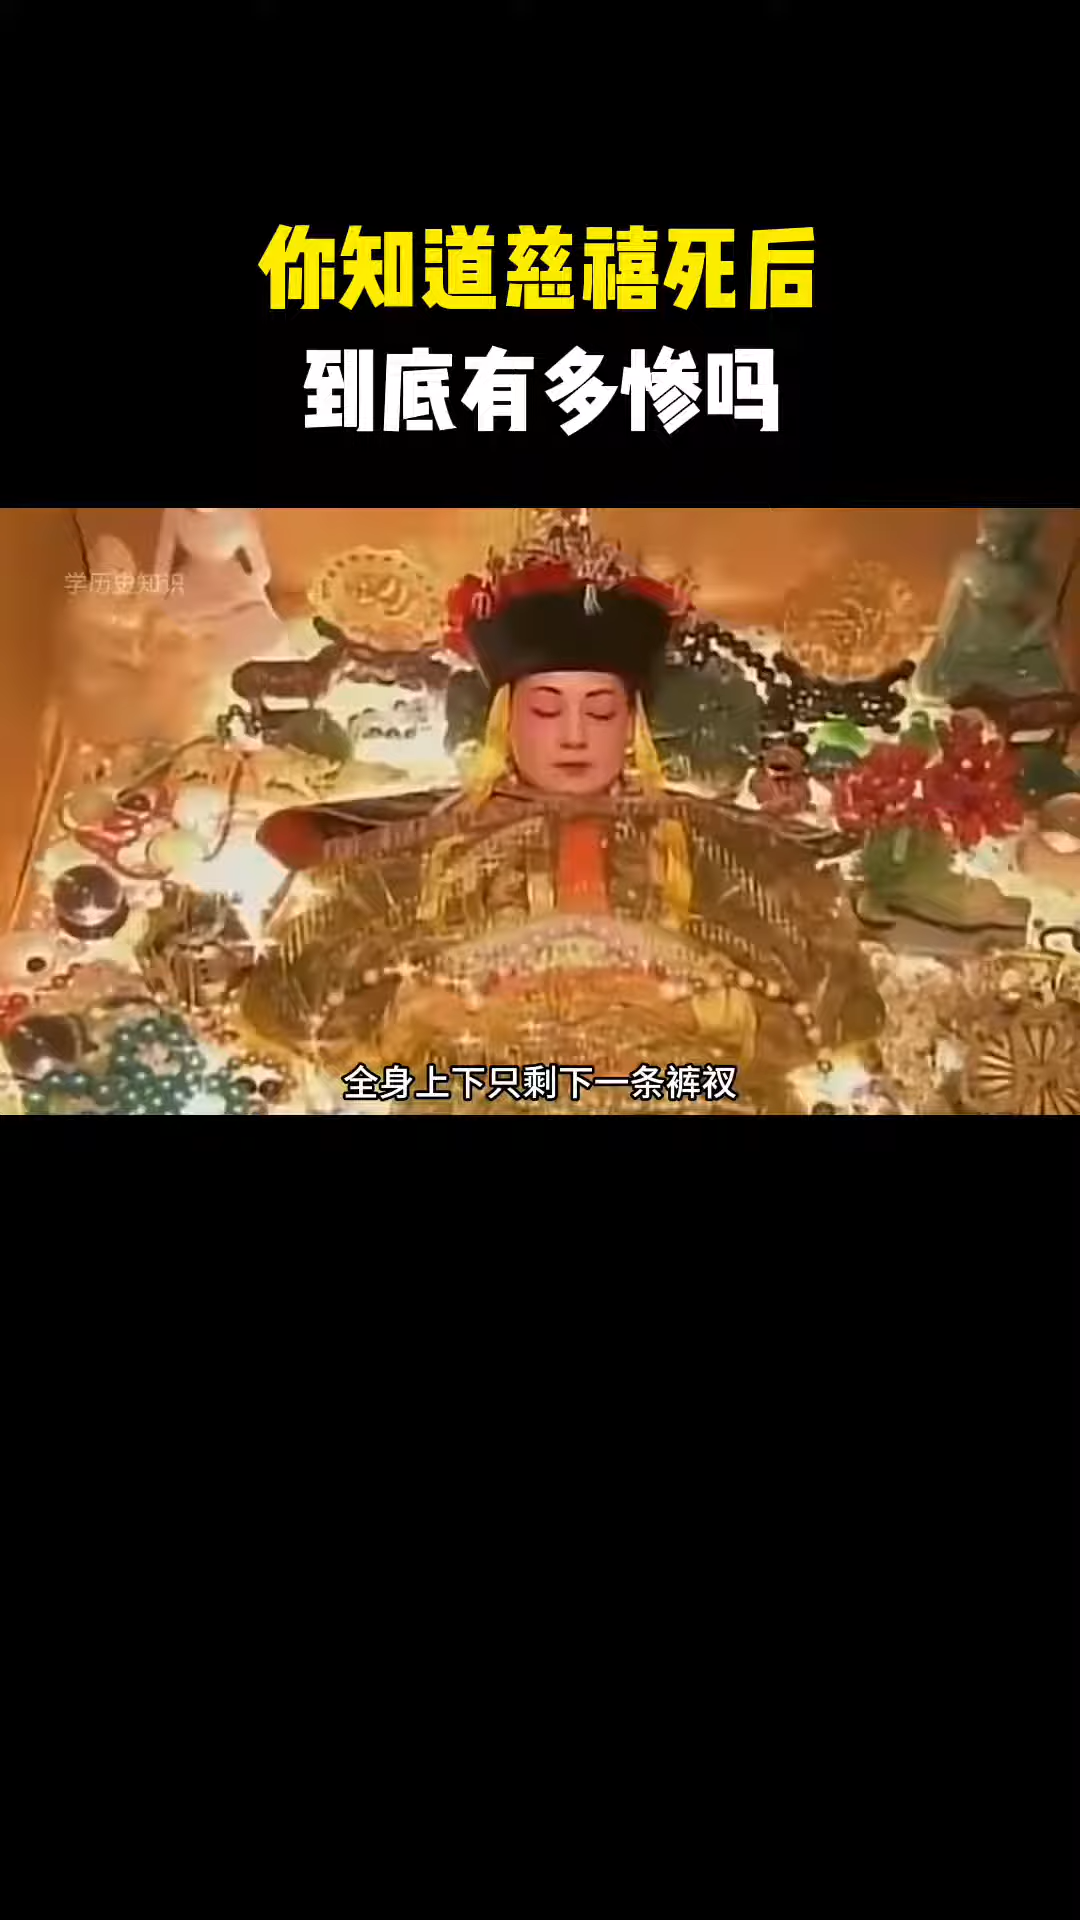 你知道慈禧死后
到底有多惨吗
学历史知识
全身上下只剩下一条裤衩